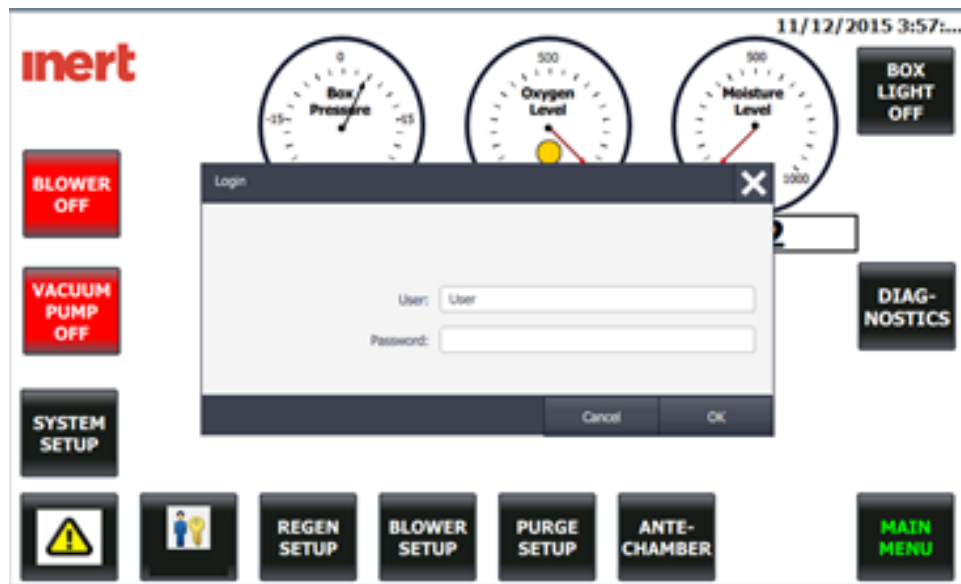 11/12/2015 3:57:...
ınert
0
Box
Pressure
-15
-15
500
Oxygen
Level
500
Moisture
Level
1000
BOX
LIGHT
OFF
BLOWER
OFF
Login
User:
User
Password:
Cancel
OK
VACUUM
PUMP
OFF
DIAG-
NOSTICS
SYSTEM
SETUP
REGEN
SETUP
BLOWER
SETUP
PURGE
SETUP
ANTE-
CHAMBER
MAIN
MENU